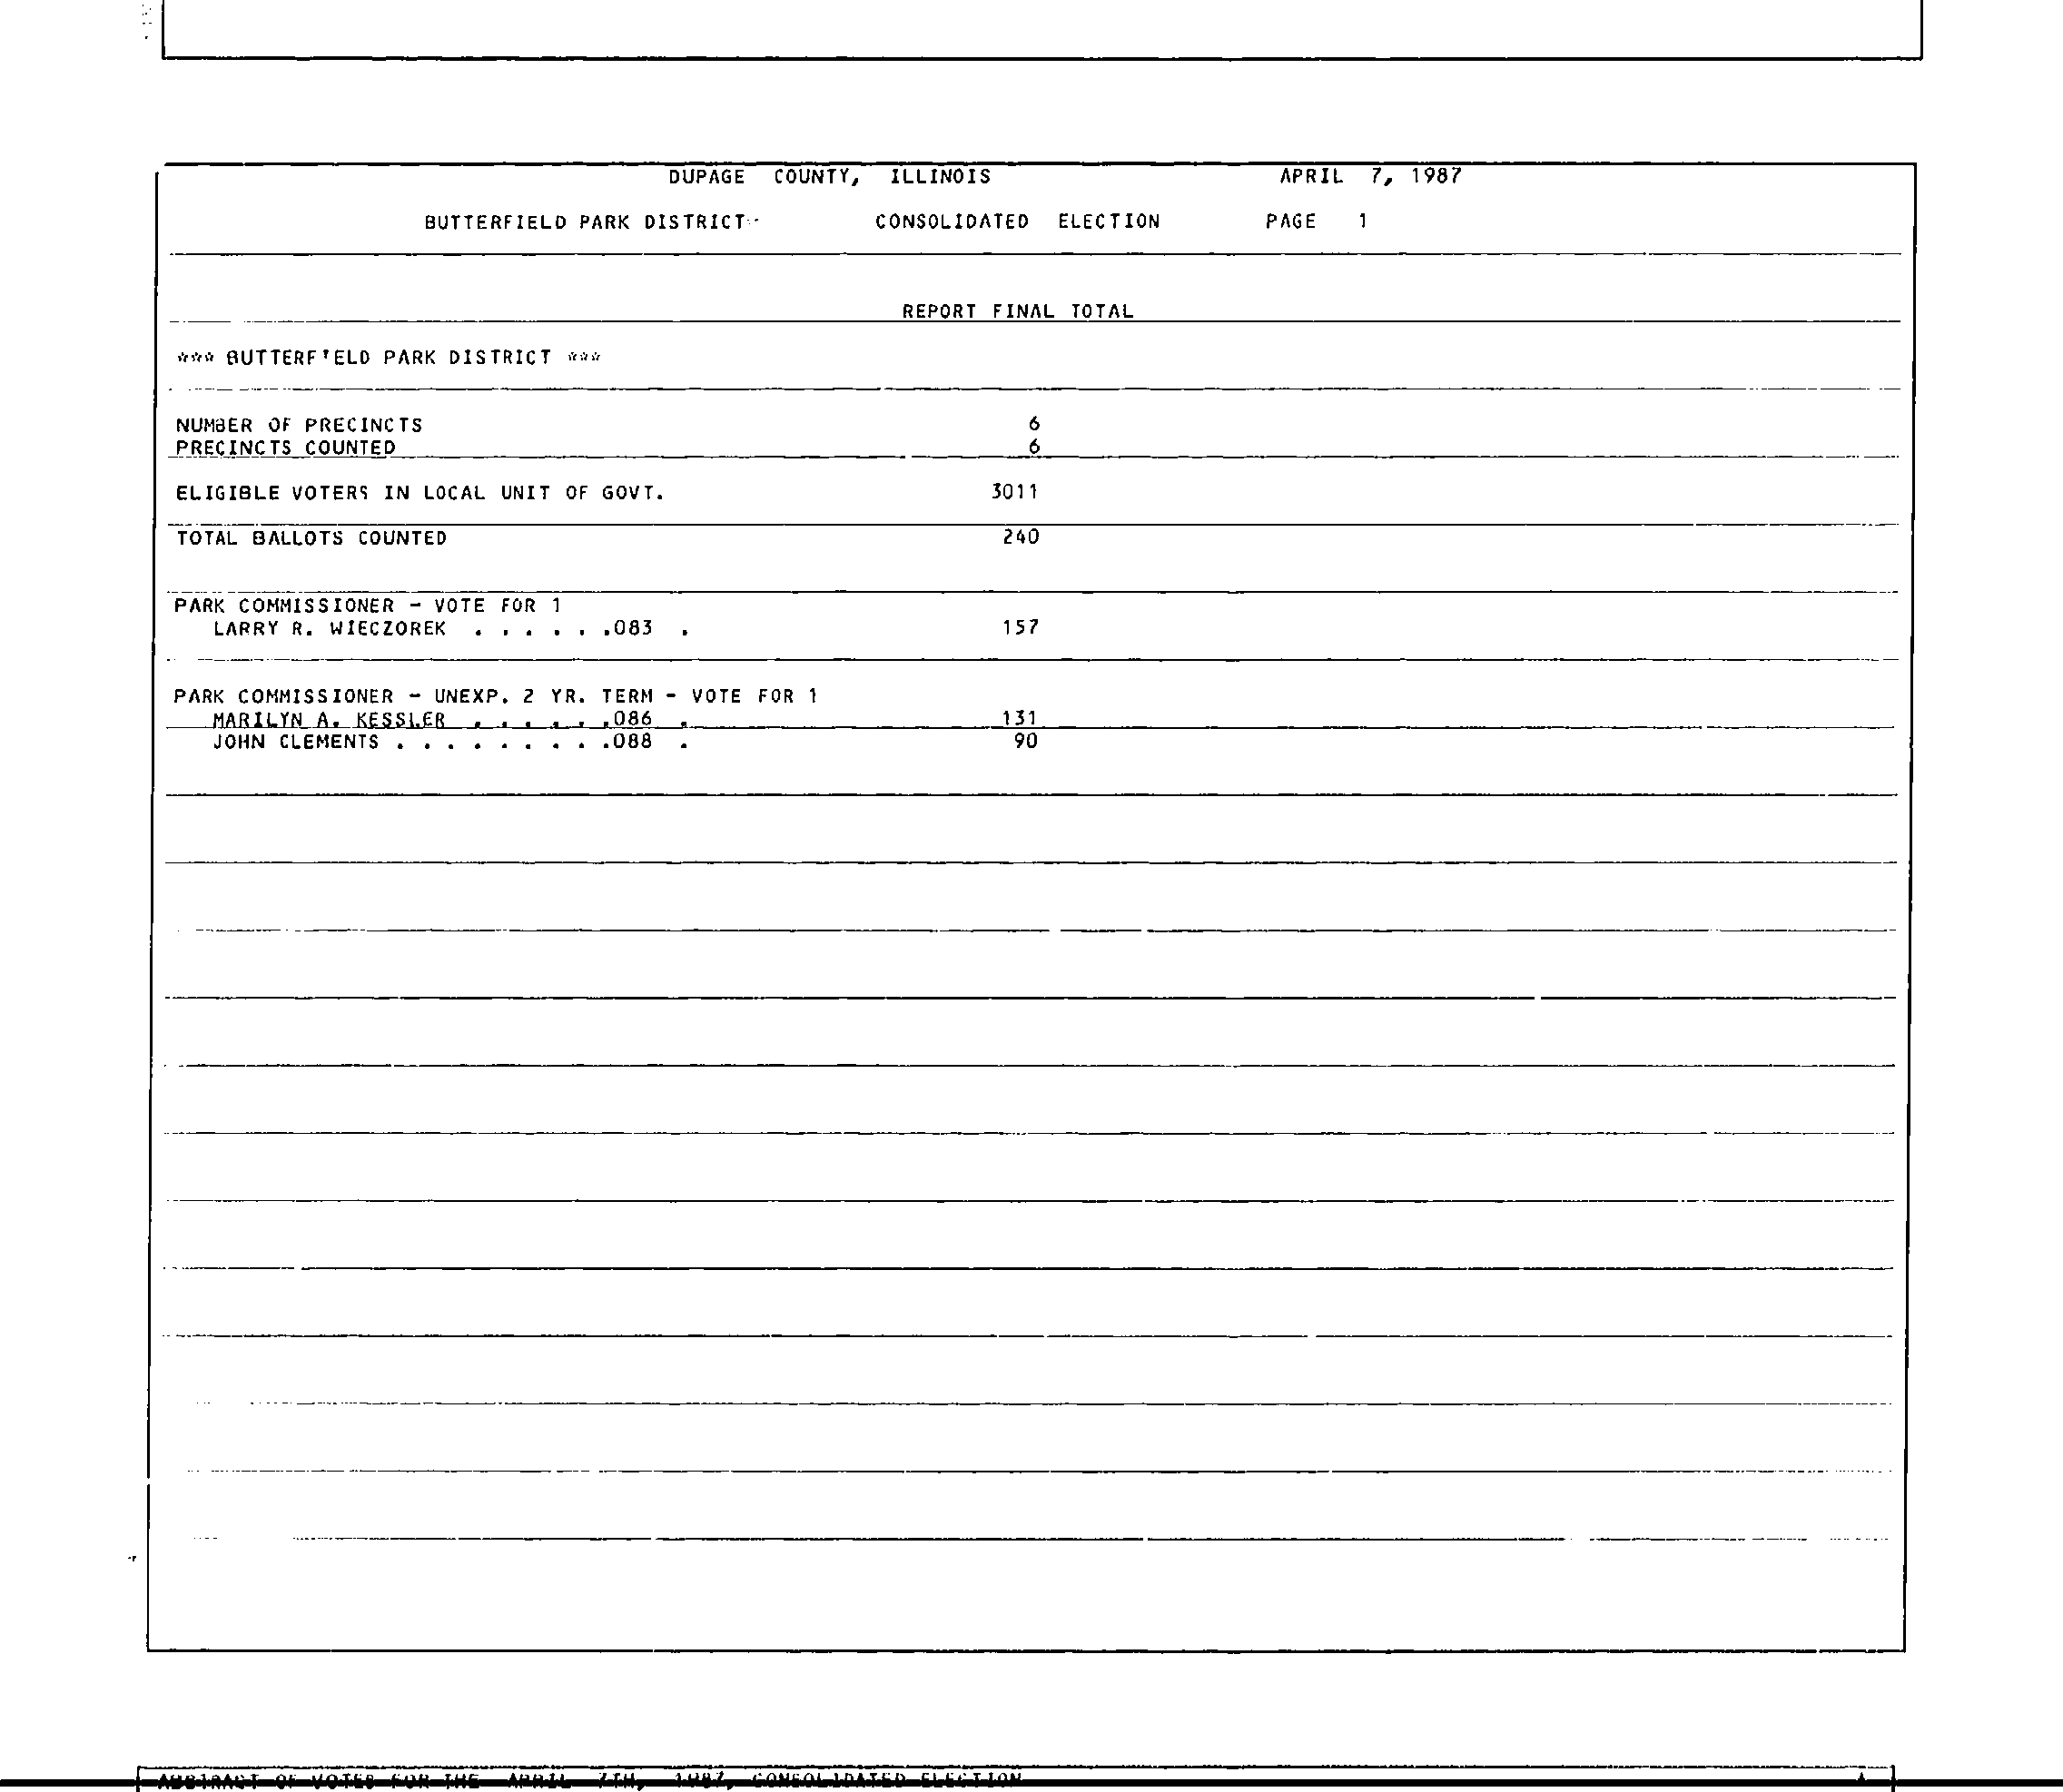 DUPAGE COUNTY, ILLINOIS APRIL 7, 1987
BUTTERFIELD PARK DISTRICT CONSOLIDATED ELECTION PAGE 1
REPORT FINAL TOTAL
*** BUTTERFIELD PARK DISTRICT ***
NUMBER OF PRECINCTS 6
PRECINCTS COUNTED 6
ELIGIBLE VOTERS IN LOCAL UNIT OF GOVT. 3011
TOTAL BALLOTS COUNTED 240
PARK COMMISSIONER - VOTE FOR 1
LARRY R. WIECZOREK . . . . . .083 . 157
PARK COMMISSIONER - UNEXP. 2 YR. TERM - VOTE FOR 1
MARILYN A. KESSLER . . . . . .086 . 131
JOHN CLEMENTS . . . . . . . . .088 . 90
ABSTRACT OF VOTES FOR THE APRIL 7TH, 1987, CONSOLIDATED ELECTION